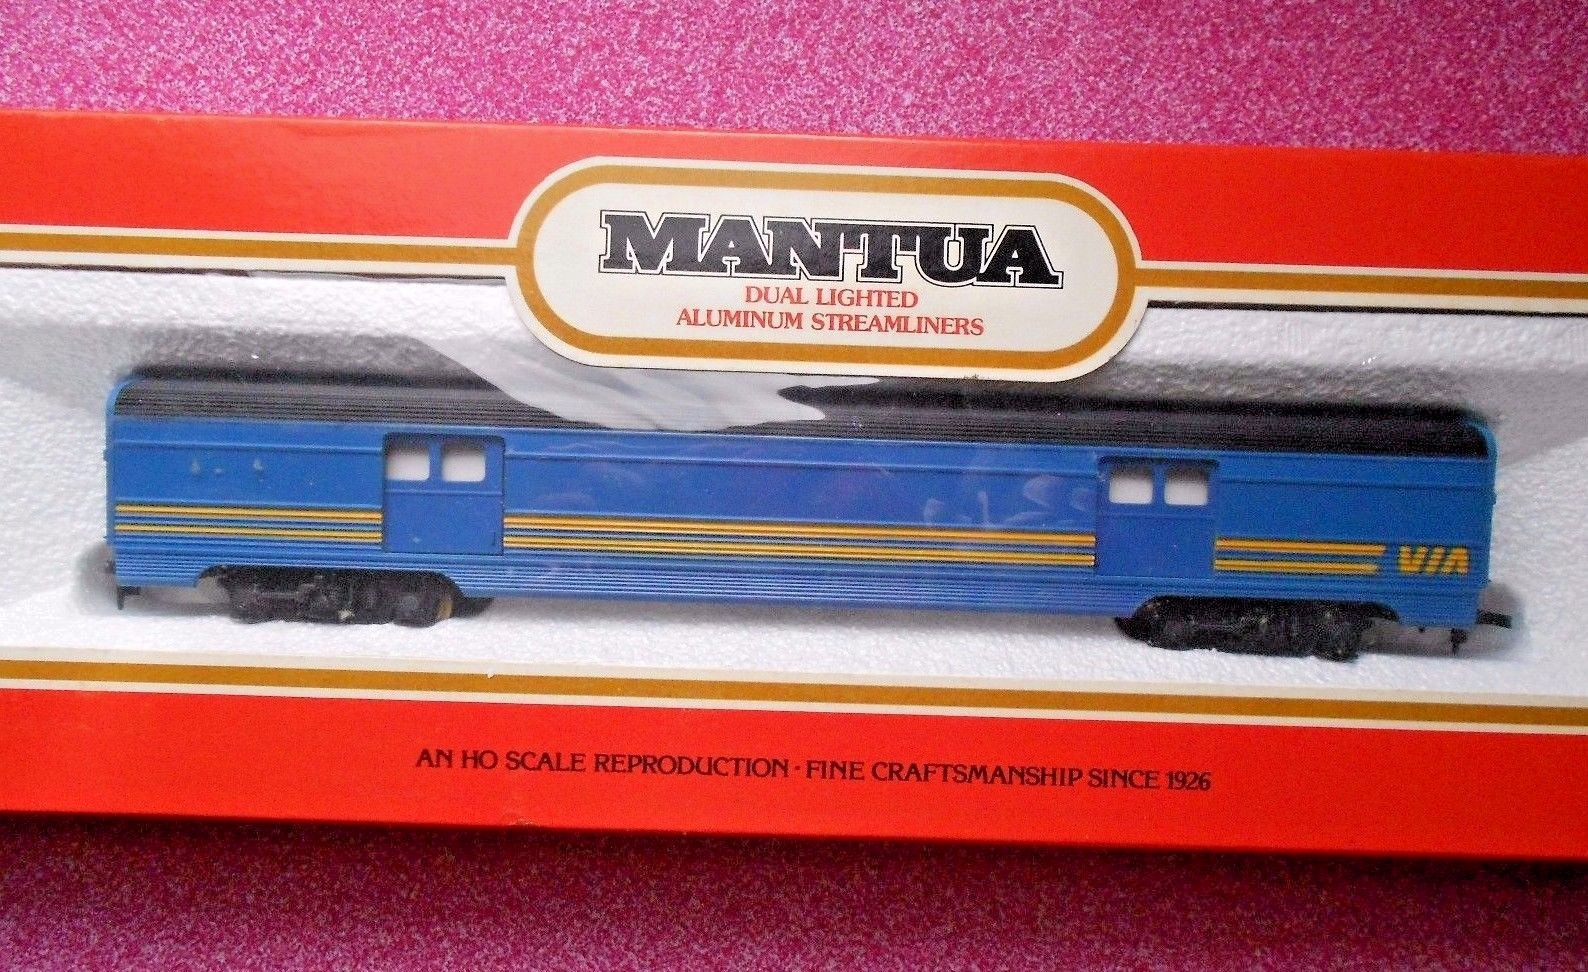 MANTUA
DUAL LIGHTED
ALUMINUM STREAMLINERS
VIA
AN HO SCALE REPRODUCTION · FINE CRAFTSMANSHIP SINCE 1926